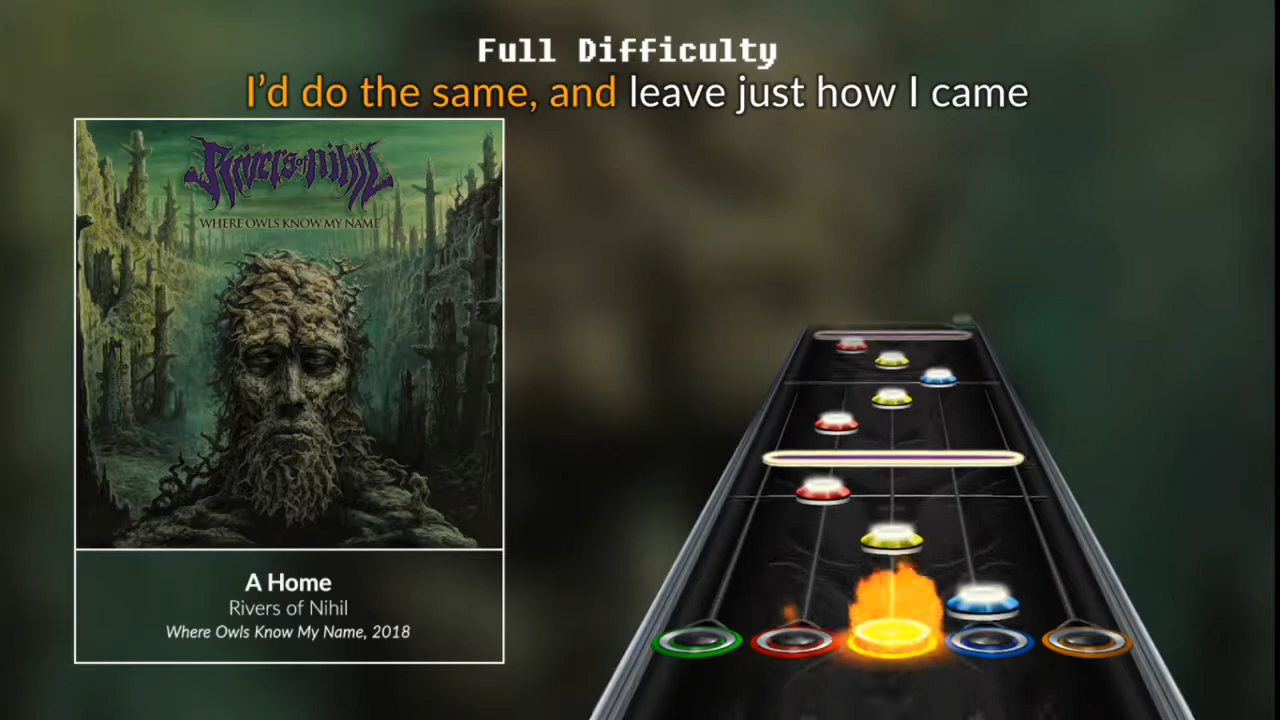 Full Difficulty
I’d do the same, and leave just how I came
Rivers of nihil
WHERE OWLS KNOW MY NAME
A Home
Rivers of Nihil
Where Owls Know My Name, 2018